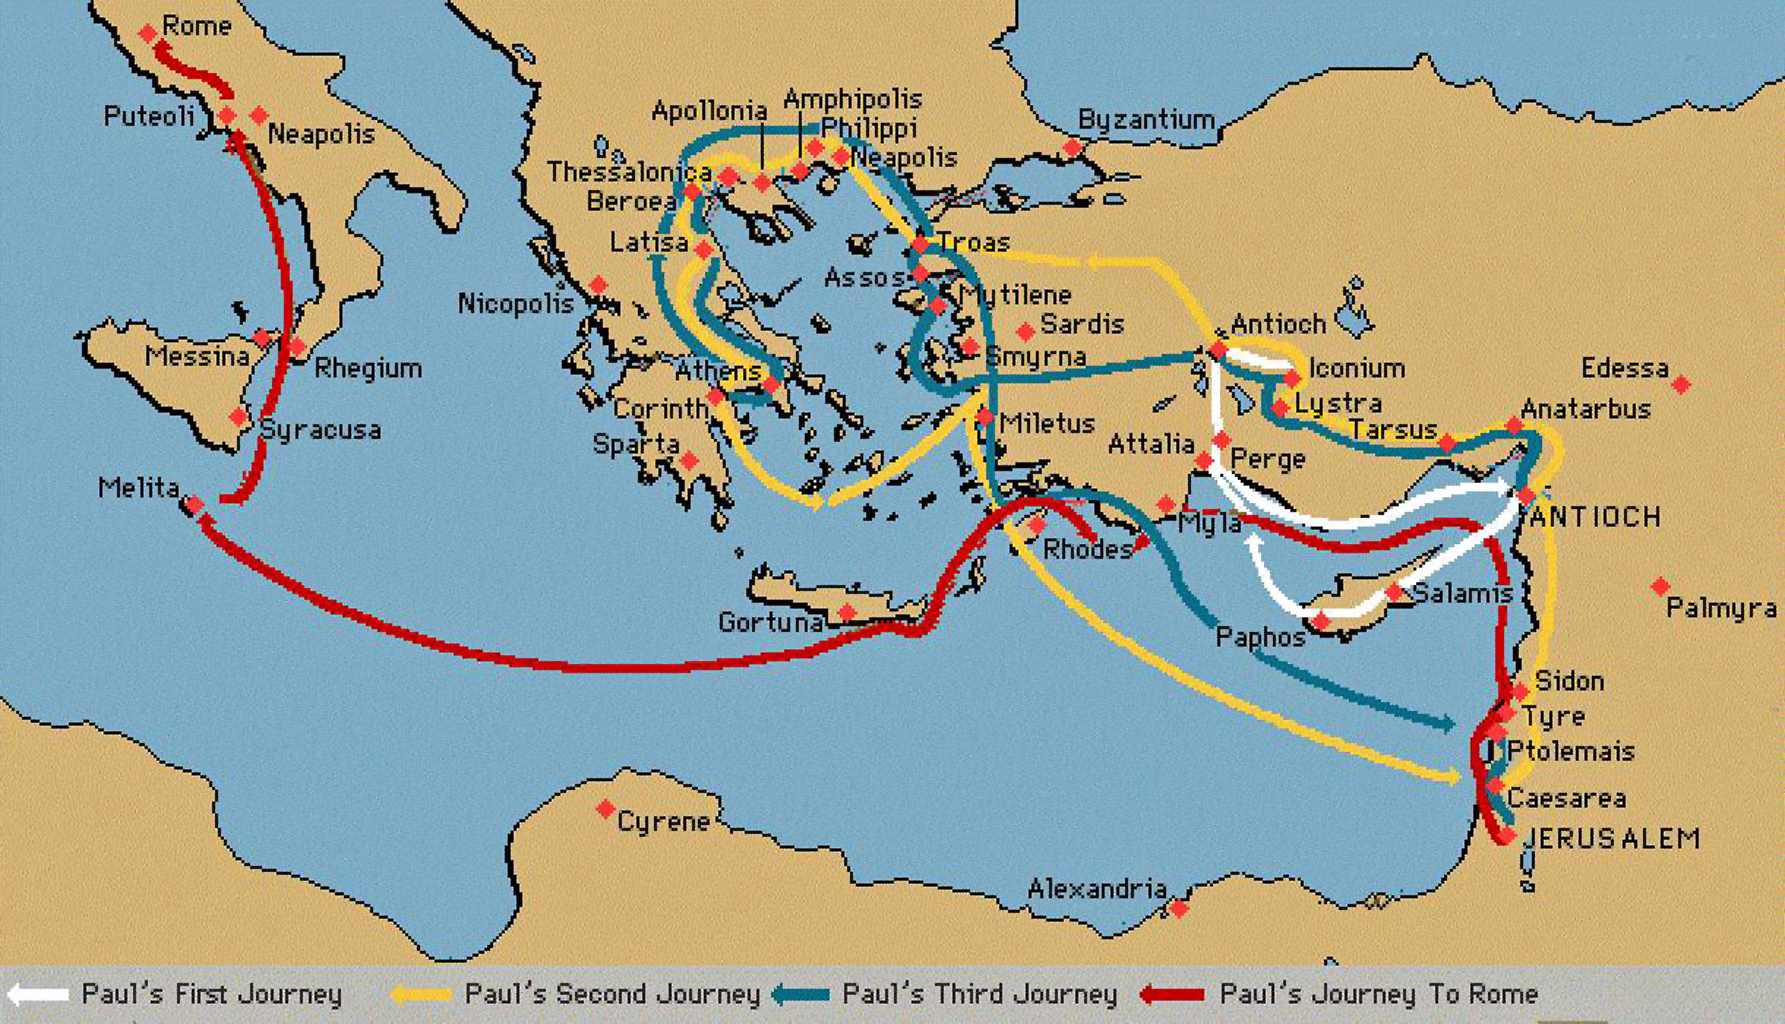 Rome
Puteoli
Neapolis
Apollonia
Amphipolis
Philippi
Neapolis
Byzantium
Thessalonica
Beroea
Latisa
Troas
Assos
Nicopolis
Mytilene
Sardis
Antioch
Messina
Rhegium
Smyrna
Iconium
Edessa
Athens
Corinth
Lystra
Anatarbus
Syracusa
Sparta
Miletus
Attalia
Perge
Tarsus
Melita
Myla
ANTIOCH
Rhodes
Gortuna
Salamis
Palmyra
Paphos
Sidon
Tyre
Ptolemais
Caesarea
Cyrene
JERUSALEM
Alexandria
Paul's First Journey
Paul's Second Journey
Paul's Third Journey
Paul's Journey To Rome